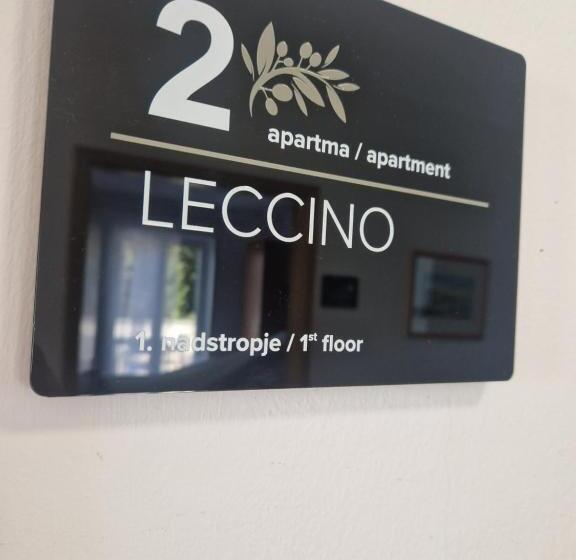 2
apartma / apartment
LECCINO
1. nadstropje / 1st floor